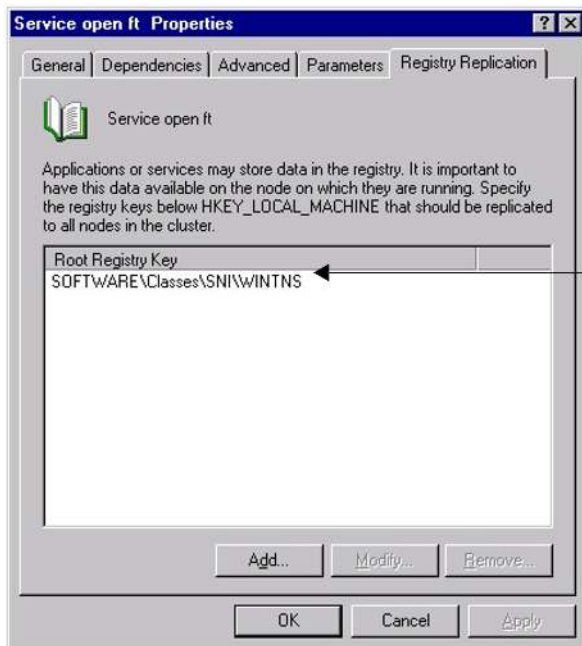 Service open ft Properties
General Dependencies Advanced Parameters Registry Replication
Service open ft
Applications or services may store data in the registry. It is important to
have this data available on the node on which they are running. Specify
the registry keys below HKEY_LOCAL_MACHINE that should be replicated
to all nodes in the cluster.
Root Registry Key
SOFTWARE\Classes\SNI\WINTNS
Add... Modify... Remove...
OK Cancel Apply